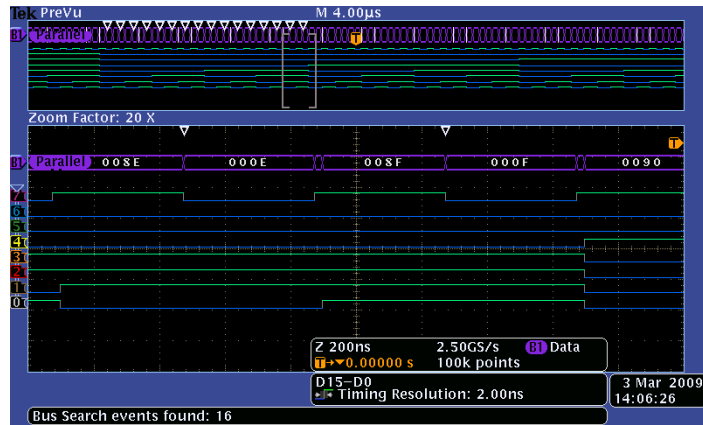 Tek PreVu M 4.00µs
B1 Parallel
T
Zoom Factor: 20 X
T
B1 Parallel 008E 000E 008F 000F 0090
7
6
5
4
3
2
1
0
Z 200ns 2.50GS/s B1 Data
T→▼0.00000 s 100k points
D15–D0
Timing Resolution: 2.00ns
3 Mar 2009
14:06:26
Bus Search events found: 16